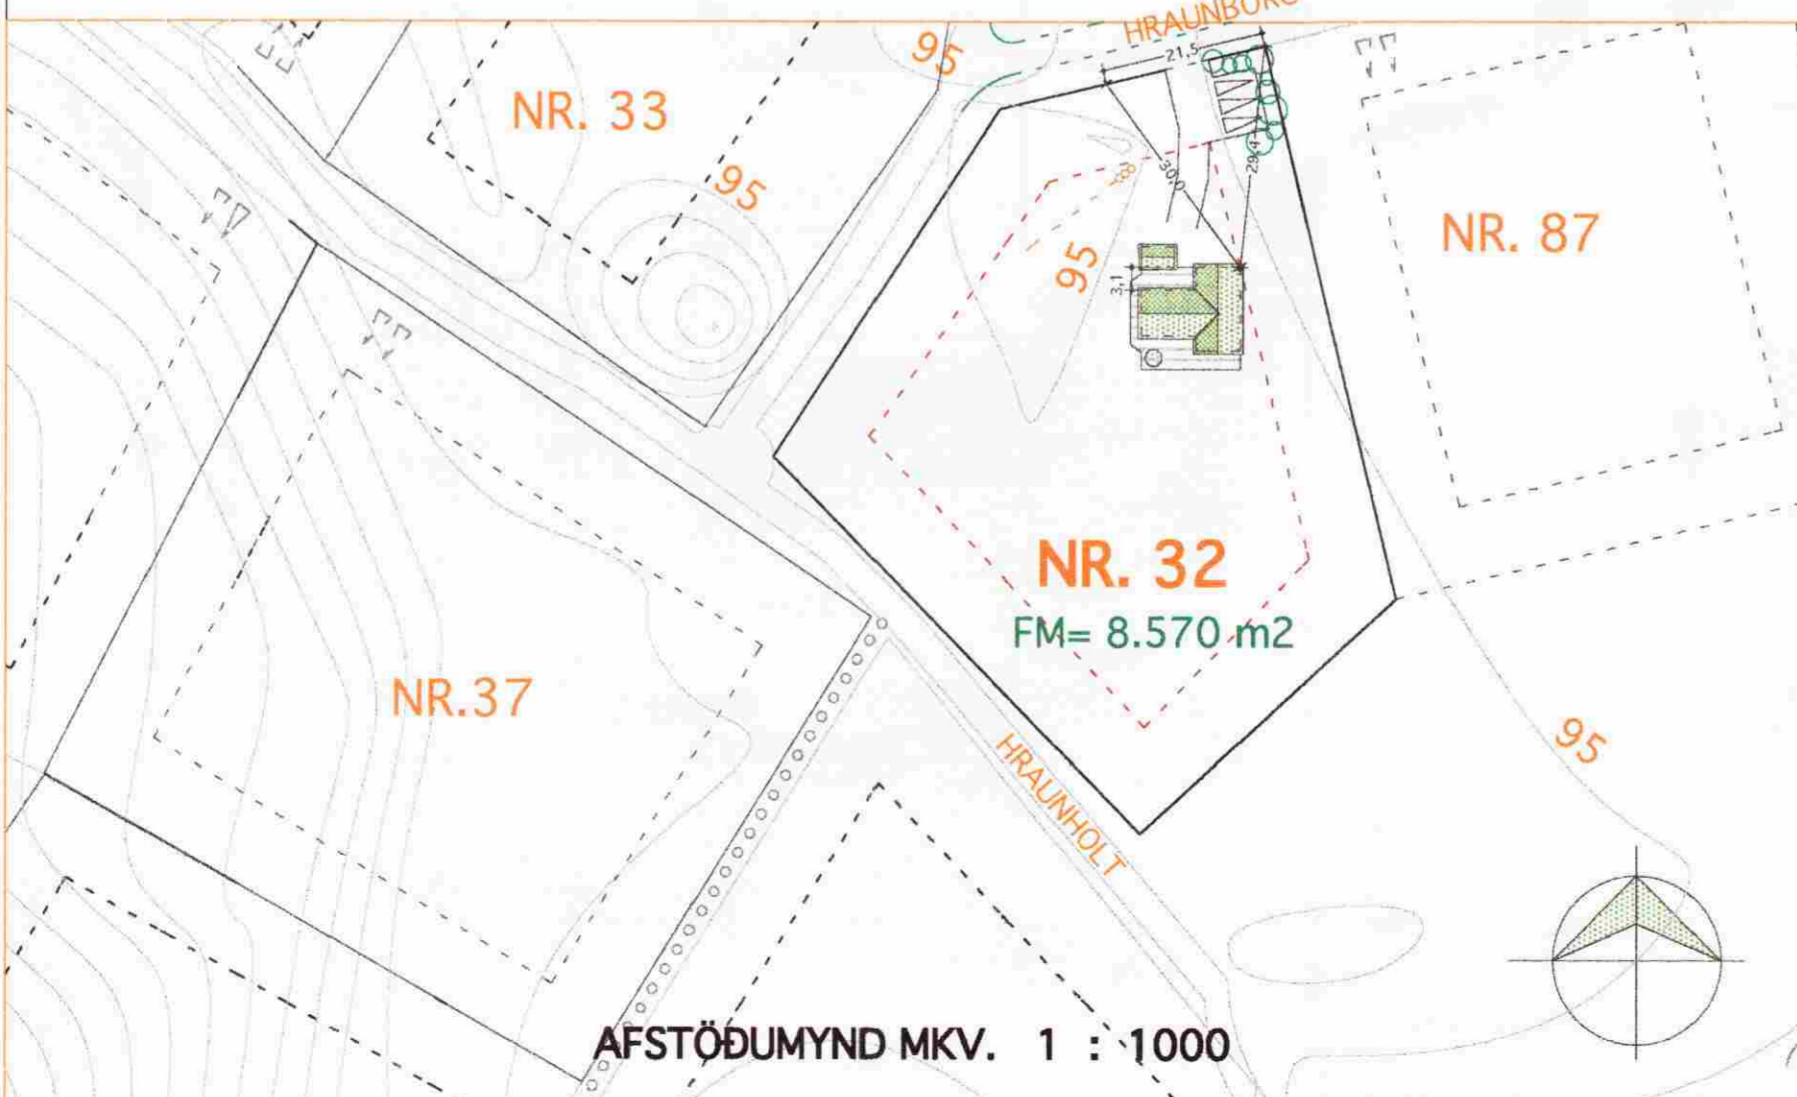 HRAUNBORG
95
21,5
NR. 33
95
30,0
29,4
NR. 87
95
3,1
NR. 32
FM= 8.570 m2
NR.37
95
HRAUNHOLT
AFSTÖÐUMYND MKV. 1 : 1000